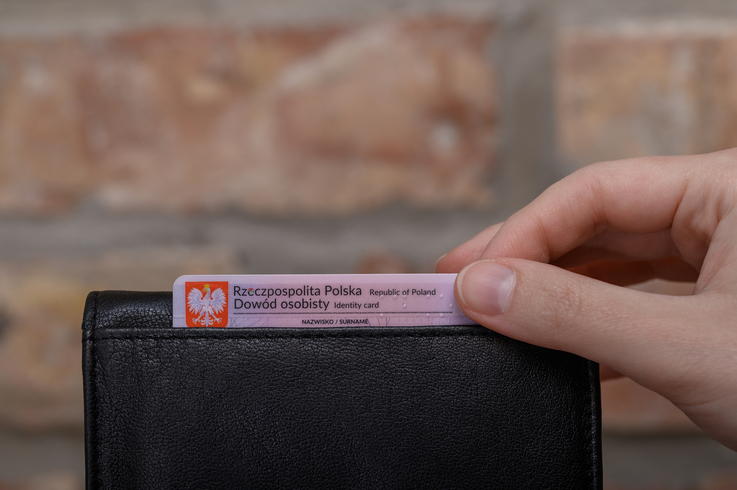 Rzeczpospolita Polska Republic of Poland
Dowód osobisty Identity card
NAZWISKO / SURNAME